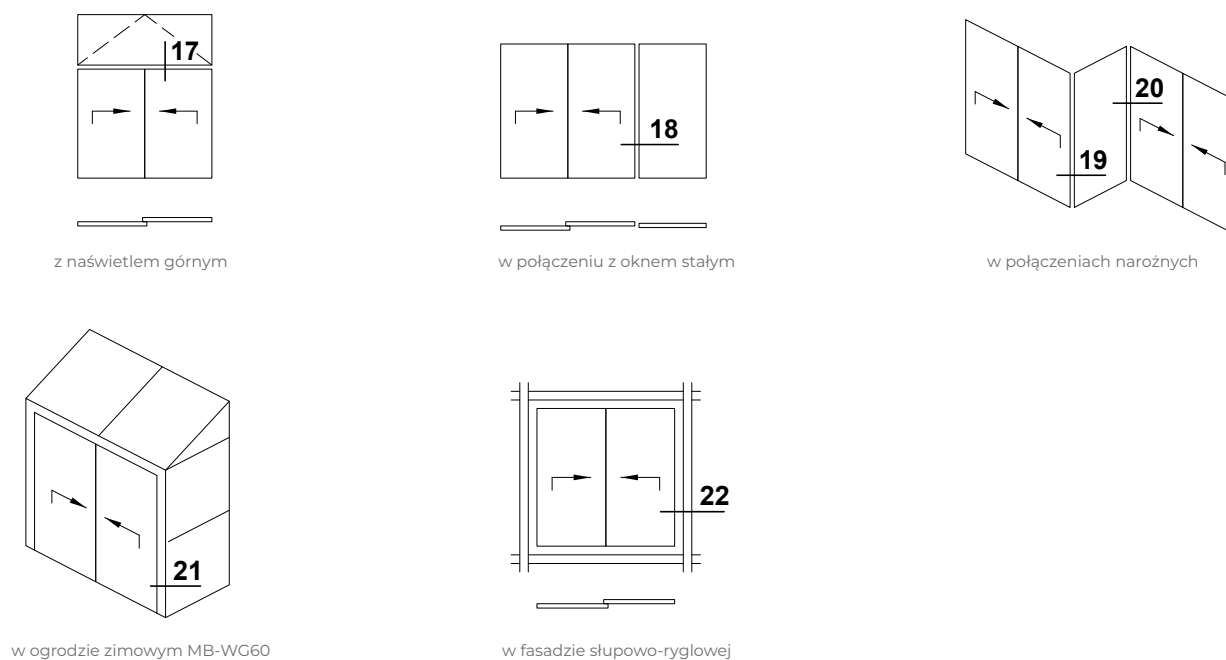 17
18
20
19
z naświetlem górnym
w połączeniu z oknem stałym
w połączeniach narożnych
21
22
w ogrodzie zimowym MB-WG60
w fasadzie słupowo-ryglowej